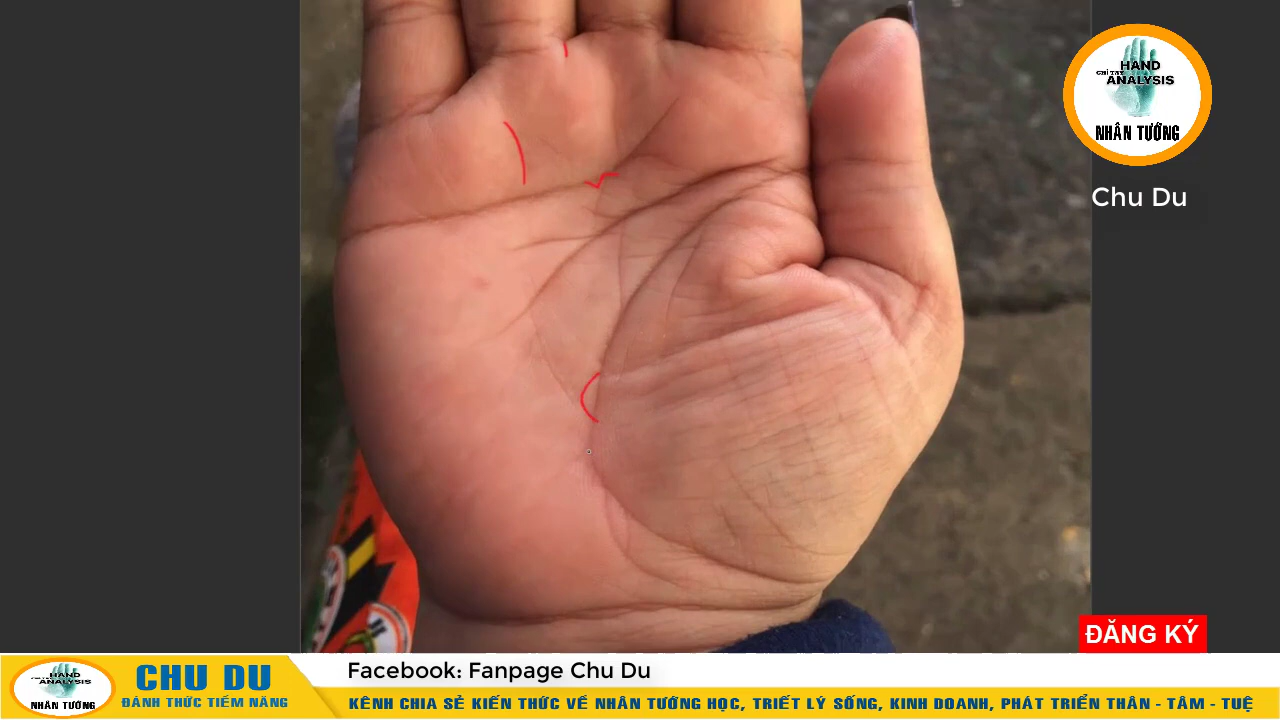 HAND
CHỈ TAY
ANALYSIS
NHÂN TƯỚNG
Chu Du
ĐĂNG KÝ
HAND
ANALYSIS
NHÂN TƯỚNG
CHU DU
ĐÁNH THỨC TIỀM NĂNG
Facebook: Fanpage Chu Du
KÊNH CHIA SẺ KIẾN THỨC VỀ NHÂN TƯỚNG HỌC, TRIẾT LÝ SỐNG, KINH DOANH, PHÁT TRIỂN THÂN - TÂM - TUỆ